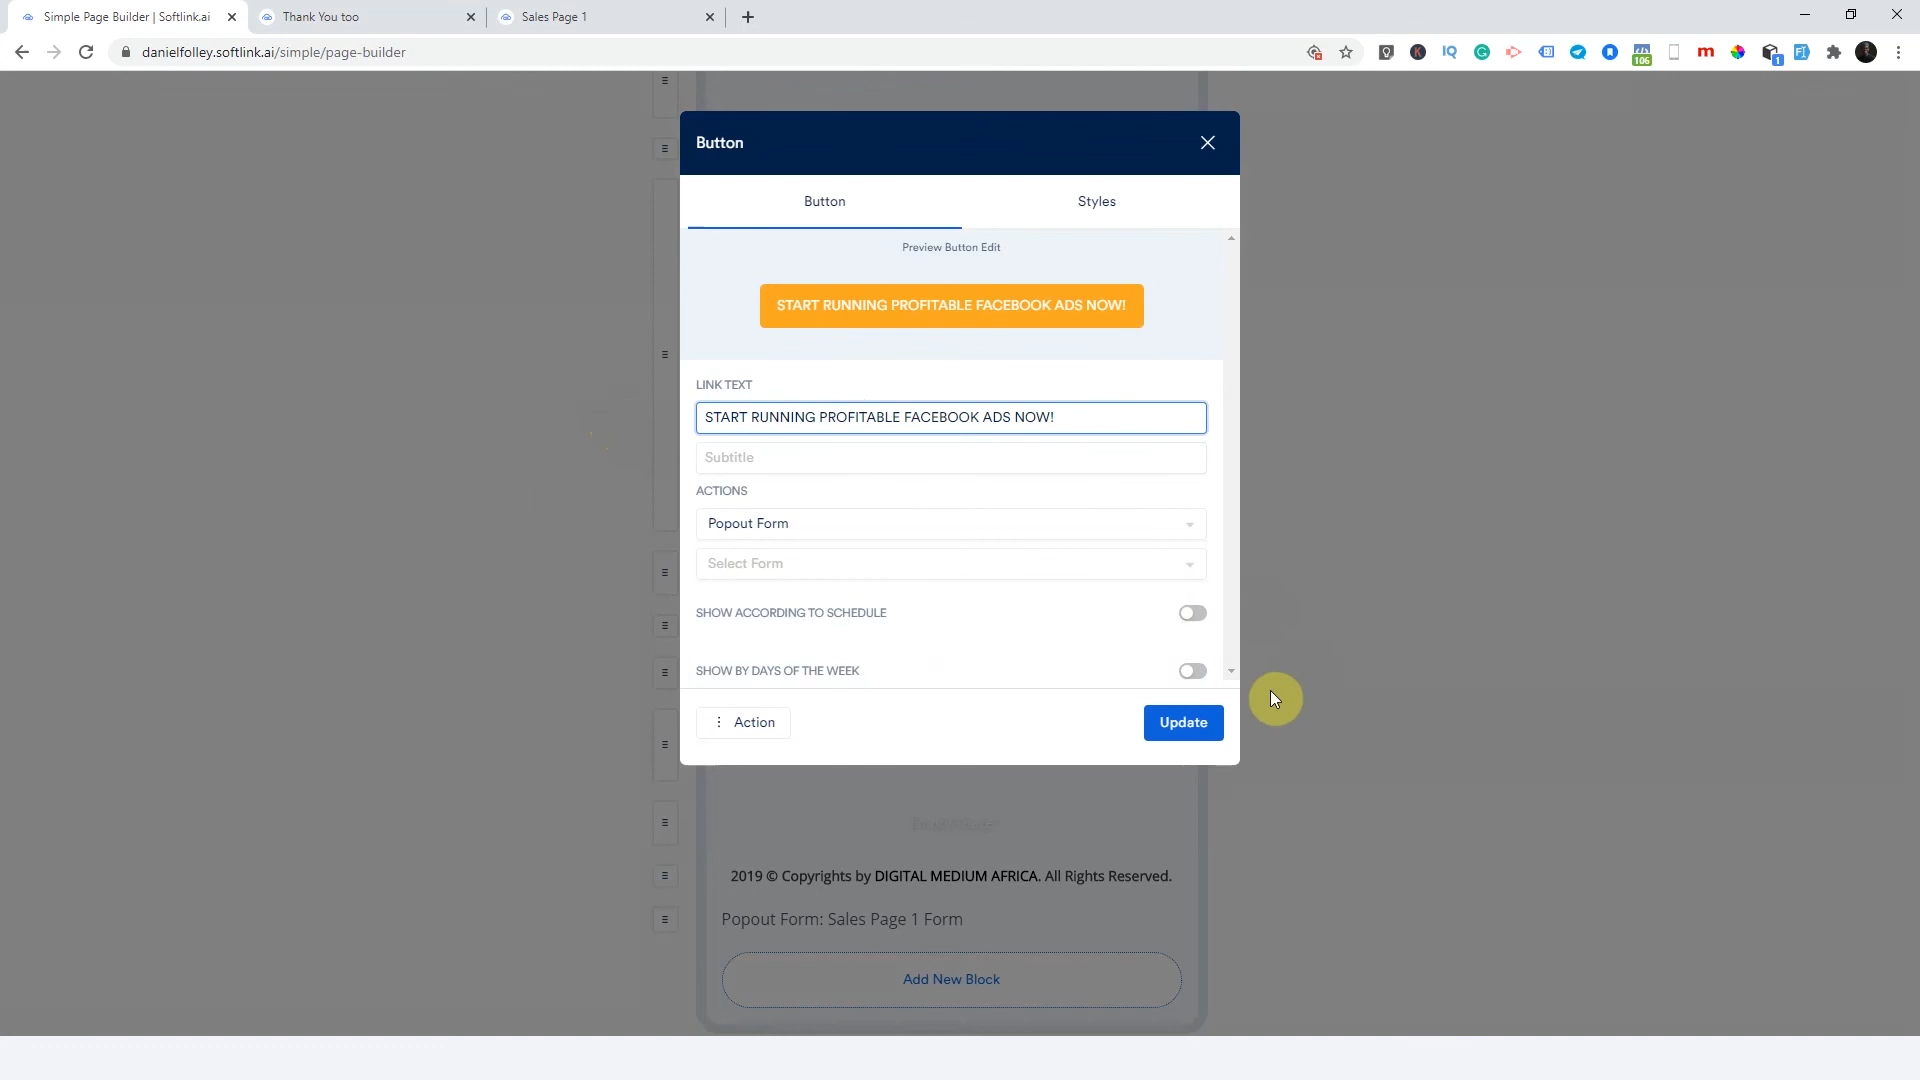 Simple Page Builder | Softlink.ai
Thank You too
Sales Page 1
danielfolley.softlink.ai/simple/page-builder
K
IQ
106
m
1
Button
Button
Styles
Preview Button Edit
START RUNNING PROFITABLE FACEBOOK ADS NOW!
LINK TEXT
START RUNNING PROFITABLE FACEBOOK ADS NOW!
Subtitle
ACTIONS
Popout Form
Select Form
SHOW ACCORDING TO SCHEDULE
SHOW BY DAYS OF THE WEEK
Action
Update
2019 © Copyrights by DIGITAL MEDIUM AFRICA. All Rights Reserved.
Popout Form: Sales Page 1 Form
Add New Block